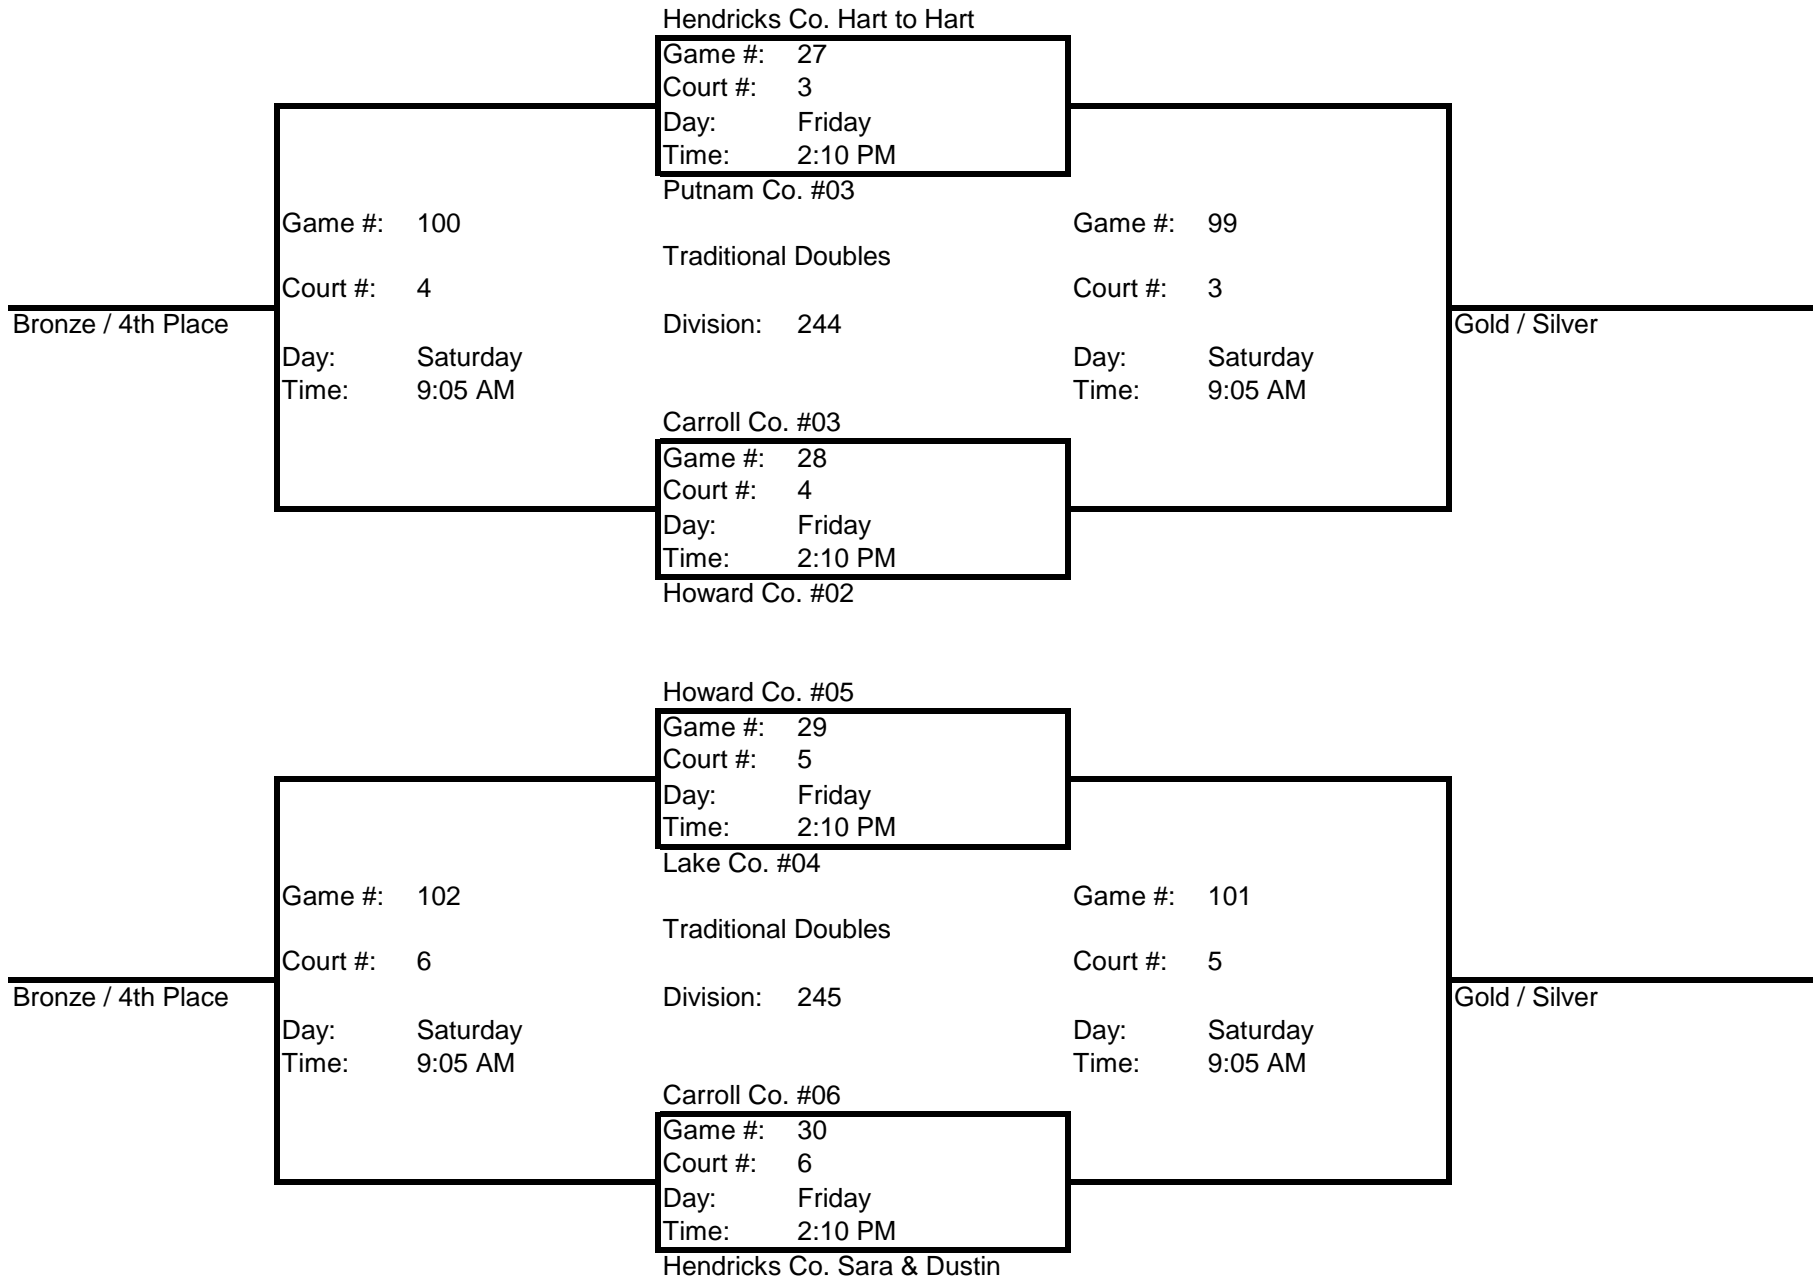 Hendricks Co. Hart to Hart
Game #: 27
Court #: 3
Day: Friday
Time: 2:10 PM
Putnam Co. #03
Game #: 100
Game #: 99
Traditional Doubles
Court #: 4
Court #: 3
Bronze / 4th Place
Division: 244
Gold / Silver
Day: Saturday
Day: Saturday
Time: 9:05 AM
Time: 9:05 AM
Carroll Co. #03
Game #: 28
Court #: 4
Day: Friday
Time: 2:10 PM
Howard Co. #02
Howard Co. #05
Game #: 29
Court #: 5
Day: Friday
Time: 2:10 PM
Lake Co. #04
Game #: 102
Game #: 101
Traditional Doubles
Court #: 6
Court #: 5
Bronze / 4th Place
Division: 245
Gold / Silver
Day: Saturday
Day: Saturday
Time: 9:05 AM
Time: 9:05 AM
Carroll Co. #06
Game #: 30
Court #: 6
Day: Friday
Time: 2:10 PM
Hendricks Co. Sara & Dustin